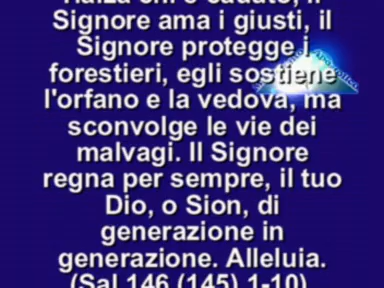 Rialza chi è caduto, il
Signore ama i giusti, il
Signore protegge i
forestieri, egli sostiene
l'orfano e la vedova, ma
sconvolge le vie dei
malvagi. Il Signore
regna per sempre, il tuo
Dio, o Sion, di
generazione in
generazione. Alleluia.
(Sal 146 (145) 1-10)